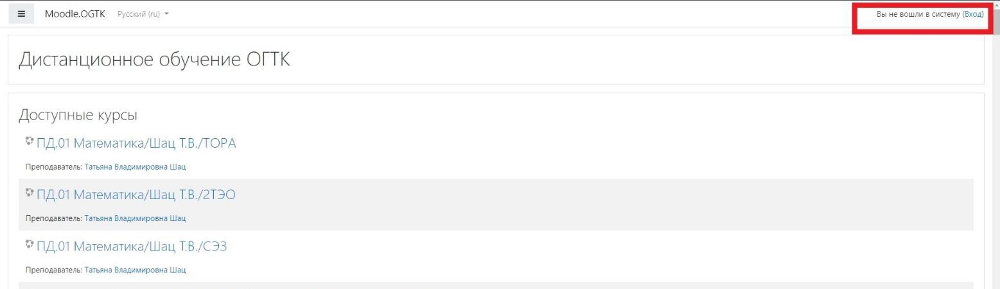 Moodle.ОГТК Русский (ru) Вы не вошли в систему (Вход)
Дистанционное обучение ОГТК
Доступные курсы
ПД.01 Математика/Шац Т.В./ТОРА
Преподаватель: Татьяна Владимировна Шац
ПД.01 Математика/Шац Т.В./2ТЭО
Преподаватель: Татьяна Владимировна Шац
ПД.01 Математика/Шац Т.В./СЭЗ
Преподаватель: Татьяна Владимировна Шац